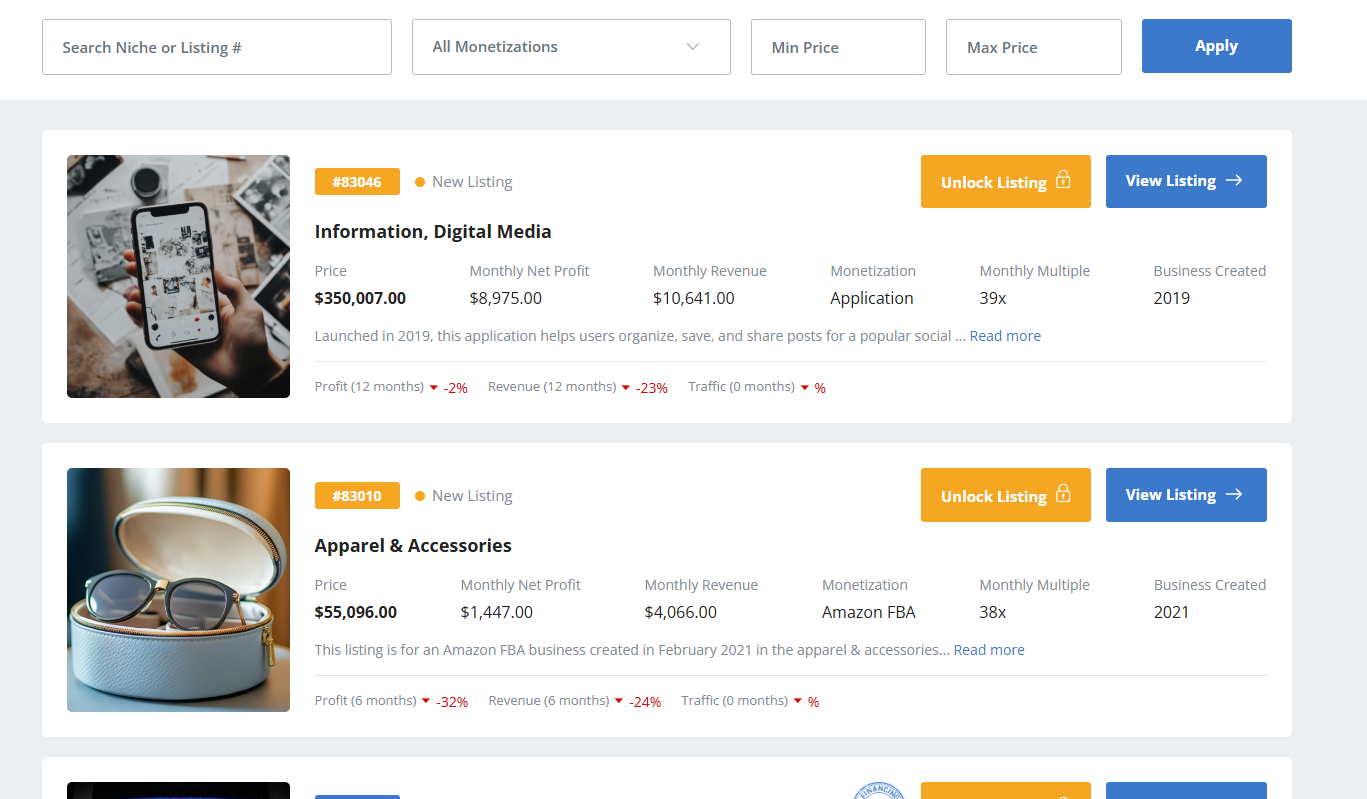 Search Niche or Listing #
All Monetizations
Min Price
Max Price
Apply
#83046
New Listing
Unlock Listing
View Listing
Information, Digital Media
Price Monthly Net Profit Monthly Revenue Monetization Monthly Multiple Business Created
$350,007.00 $8,975.00 $10,641.00 Application 39x 2019
Launched in 2019, this application helps users organize, save, and share posts for a popular social ... Read more
Profit (12 months) -2% Revenue (12 months) -23% Traffic (0 months) %
#83010
New Listing
Unlock Listing
View Listing
Apparel & Accessories
Price Monthly Net Profit Monthly Revenue Monetization Monthly Multiple Business Created
$55,096.00 $1,447.00 $4,066.00 Amazon FBA 38x 2021
This listing is for an Amazon FBA business created in February 2021 in the apparel & accessories... Read more
Profit (6 months) -32% Revenue (6 months) -24% Traffic (0 months) %
FINANCING